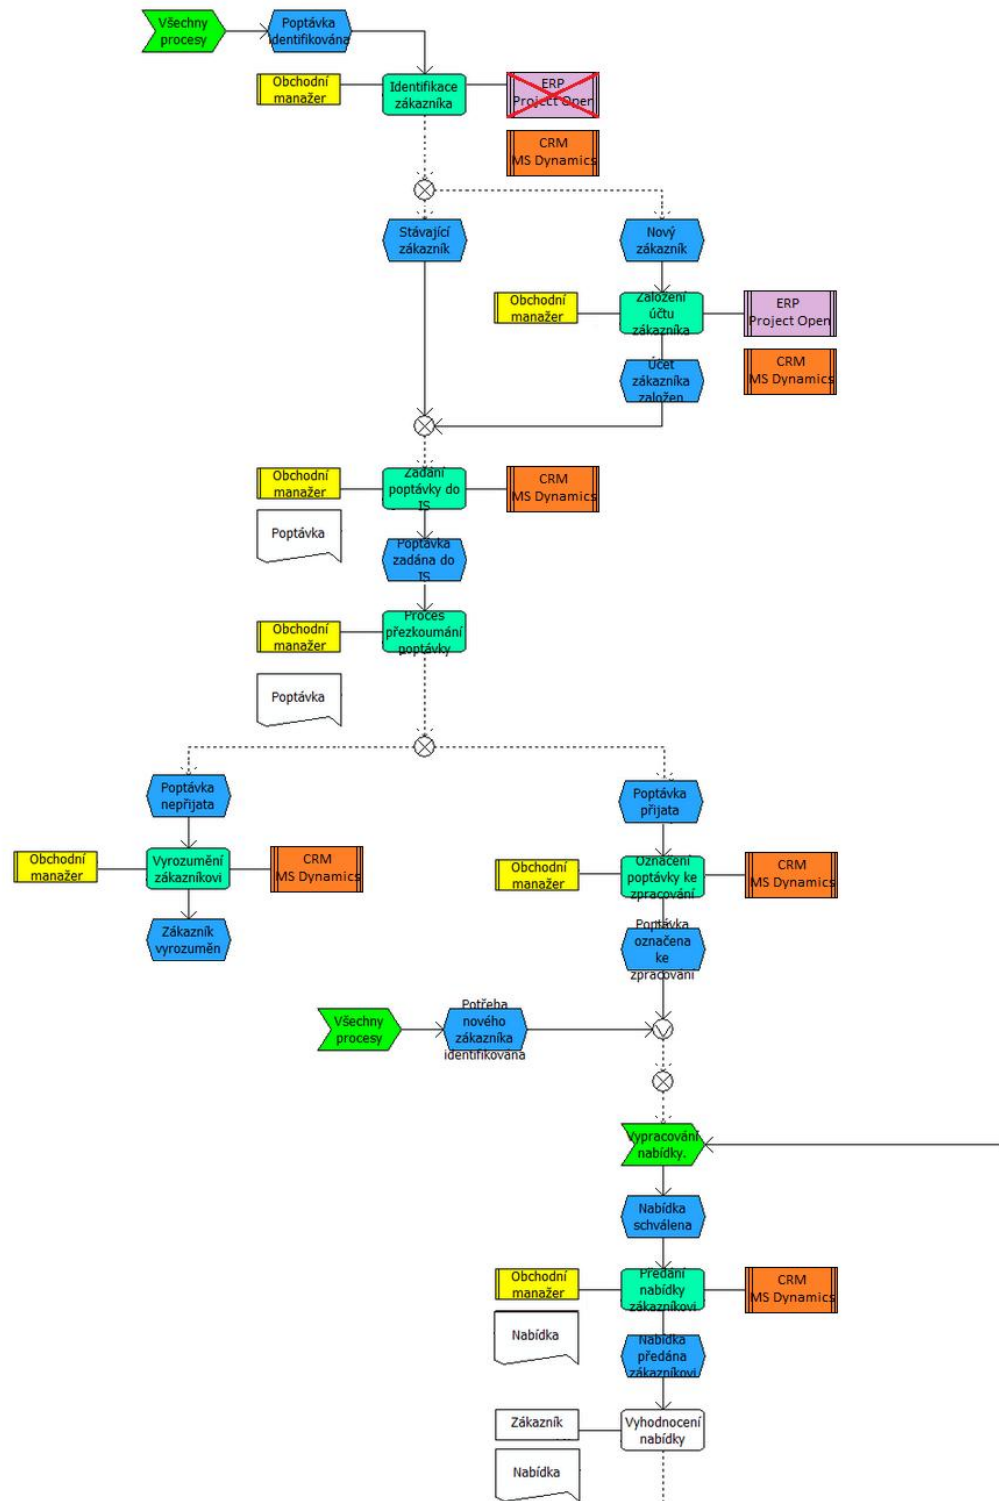 Všechny
procesy
Poptávka
identifikována
Obchodní
manažer
Identifikace
zákazníka
ERP
Project Open
CRM
MS Dynamics
Stávající
zákazník
Nový
zákazník
Obchodní
manažer
Založení
účtu
zákazníka
ERP
Project Open
Účet
zákazníka
založen
CRM
MS Dynamics
Obchodní
manažer
Zadání
poptávky do
IS
CRM
MS Dynamics
Poptávka
Poptávka
zadána do
IS
Obchodní
manažer
Proces
přezkoumání
poptávky
Poptávka
Poptávka
nepřijata
Poptávka
přijata
Obchodní
manažer
Vyrozumění
zákazníkovi
CRM
MS Dynamics
Obchodní
manažer
Označení
poptávky ke
zpracování
CRM
MS Dynamics
Zákazník
vyrozuměn
Poptávka
označena
ke
zpracování
Všechny
procesy
Potřeba
nového
zákazníka
identifikována
Vypracování
nabídky.
Nabídka
schválena
Obchodní
manažer
Předání
nabídky
zákazníkovi
CRM
MS Dynamics
Nabídka
Nabídka
předána
zákazníkovi
Zákazník
Vyhodnocení
nabídky
Nabídka